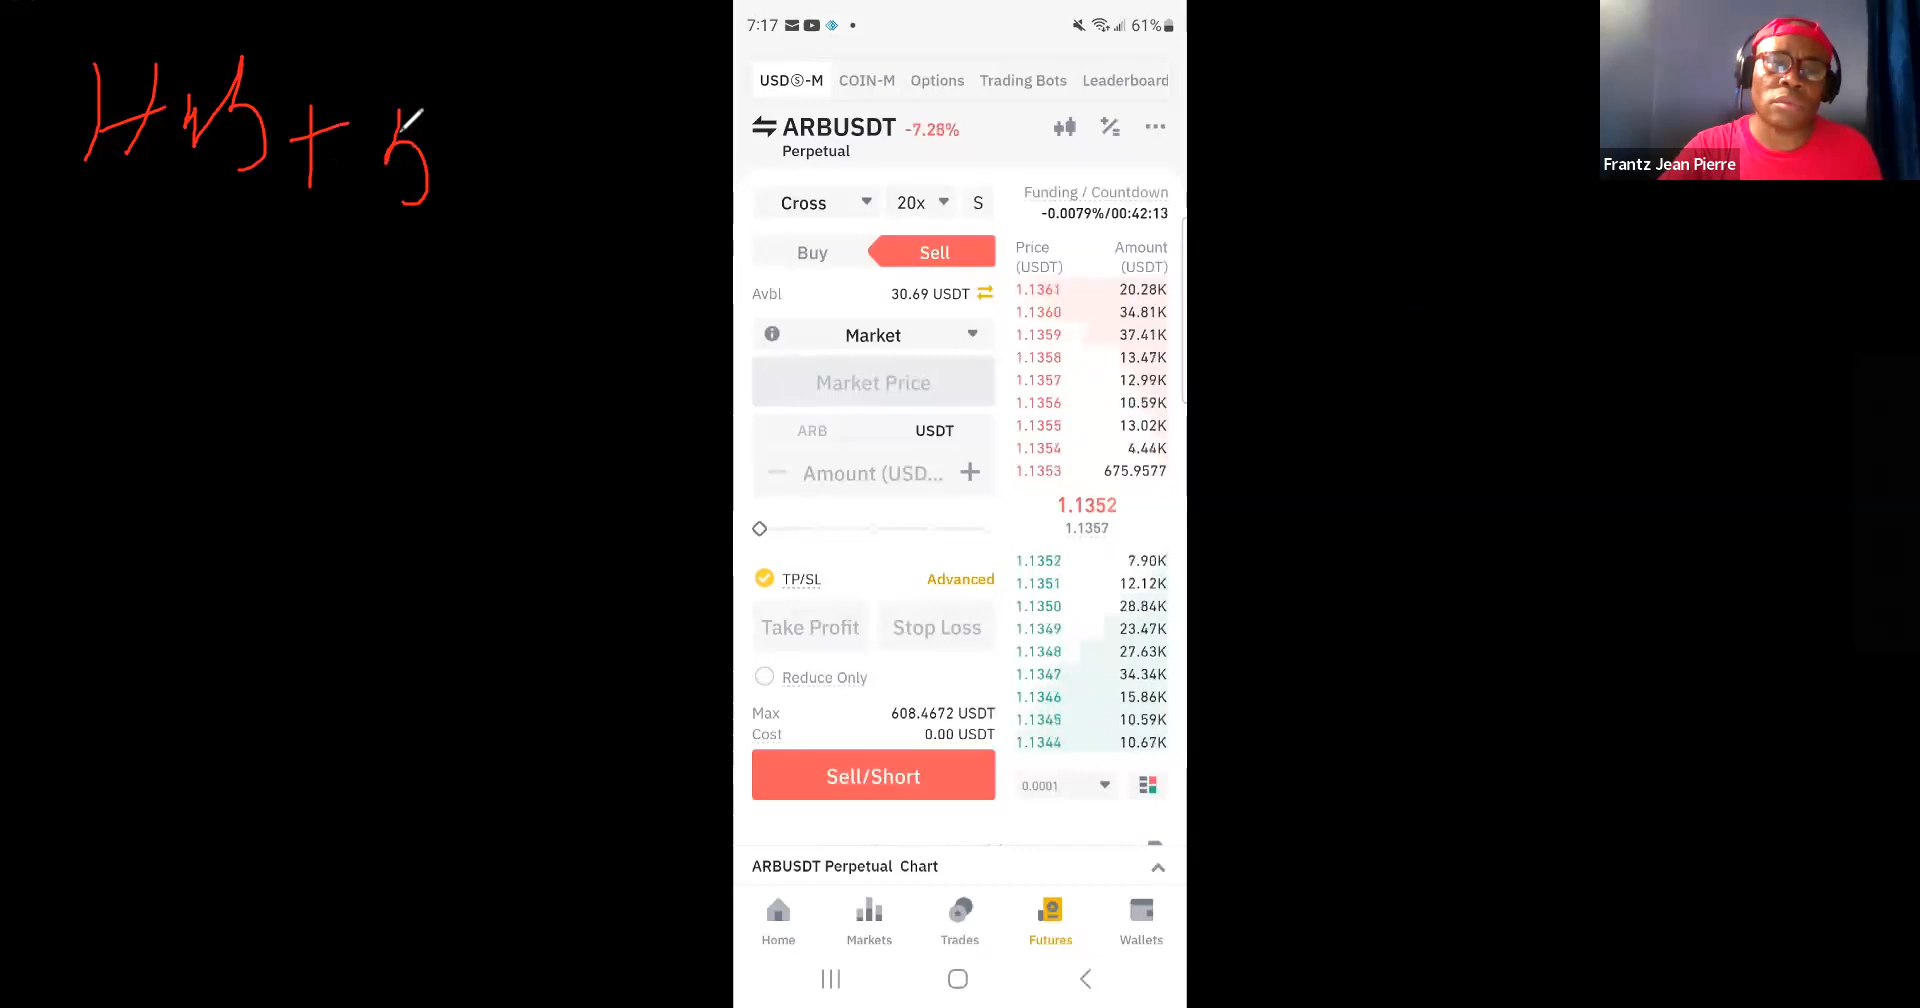 7:17 61%
USDⓈ-M COIN-M Options Trading Bots Leaderboard
ARBUSDT -7.28%
Perpetual
Cross 20x S
Funding / Countdown
-0.0079%/00:42:13
Buy Sell
Price (USDT) Amount (USDT)
Avbl 30.69 USDT
1.1361 20.28K
1.1360 34.81K
Market
1.1359 37.41K
1.1358 13.47K
Market Price
1.1357 12.99K
1.1356 10.59K
ARB USDT
1.1355 13.02K
1.1354 4.44K
Amount (USD...
1.1353 675.9577
1.1352
1.1357
1.1352 7.90K
TP/SL Advanced
1.1351 12.12K
1.1350 28.84K
Take Profit Stop Loss
1.1349 23.47K
1.1348 27.63K
Reduce Only
1.1347 34.34K
1.1346 15.86K
Max 608.4672 USDT
1.1345 10.59K
Cost 0.00 USDT
1.1344 10.67K
Sell/Short
0.0001
ARBUSDT Perpetual Chart
Home Markets Trades Futures Wallets
Frantz Jean Pierre